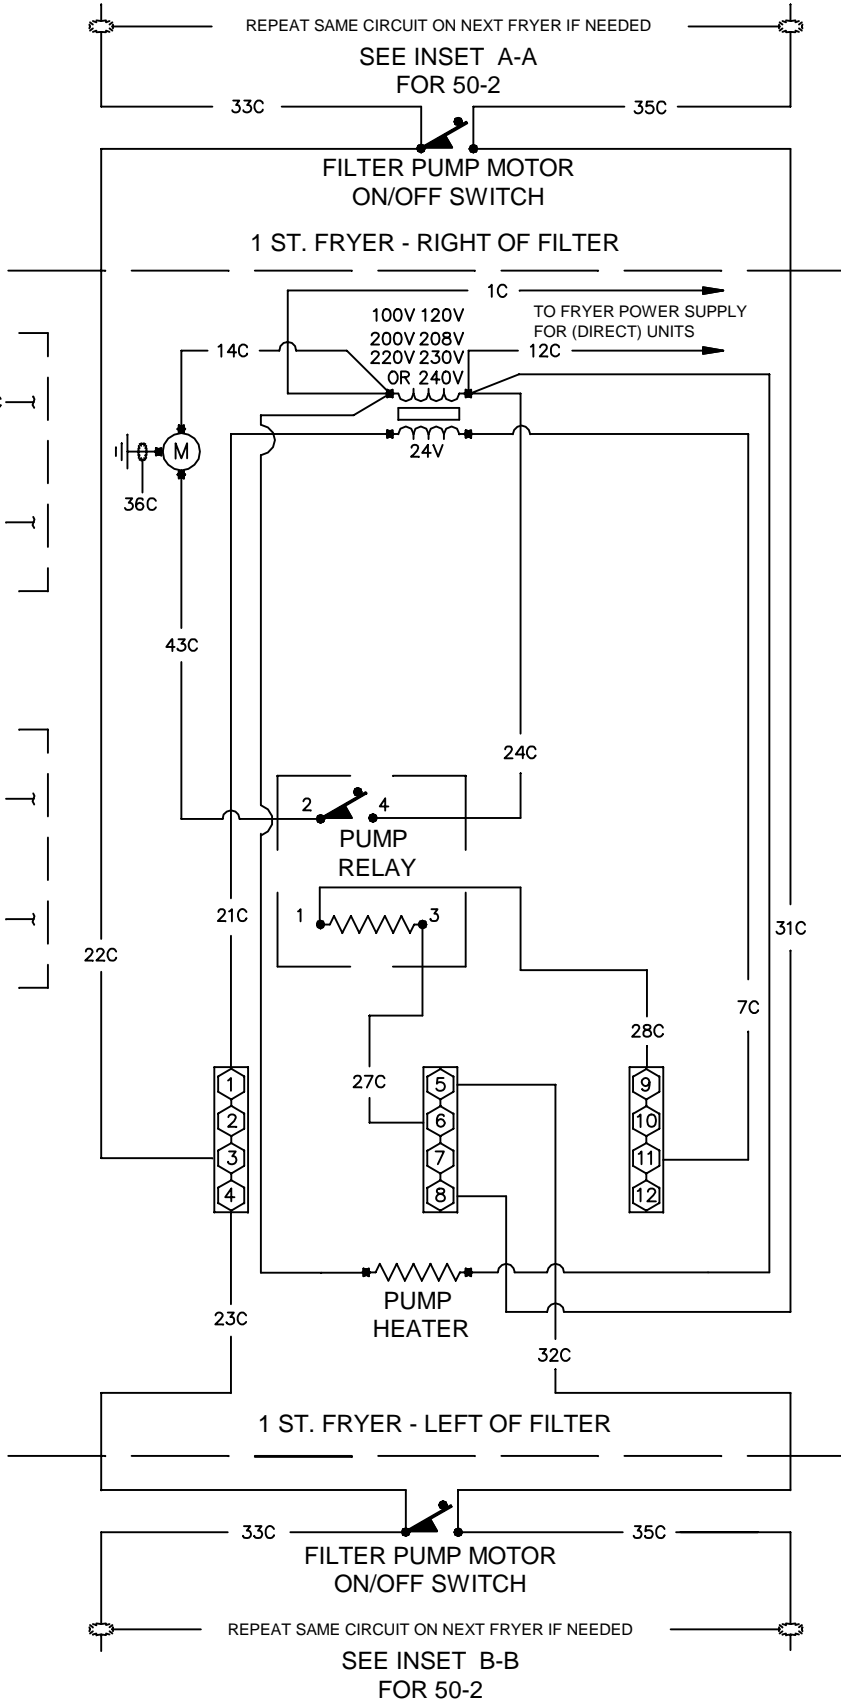 REPEAT SAME CIRCUIT ON NEXT FRYER IF NEEDED
SEE INSET A-A
FOR 50-2
33C
35C
FILTER PUMP MOTOR
ON/OFF SWITCH
1 ST. FRYER - RIGHT OF FILTER
1C
100V 120V
TO FRYER POWER SUPPLY
200V 208V
FOR (DIRECT) UNITS
14C
220V 230V
12C
OR 240V
M
24V
36C
43C
24C
2
4
PUMP
RELAY
1
3
21C
31C
22C
7C
28C
27C
1
5
9
2
6
10
3
7
11
4
8
12
PUMP
HEATER
23C
32C
1 ST. FRYER - LEFT OF FILTER
33C
35C
FILTER PUMP MOTOR
ON/OFF SWITCH
REPEAT SAME CIRCUIT ON NEXT FRYER IF NEEDED
SEE INSET B-B
FOR 50-2